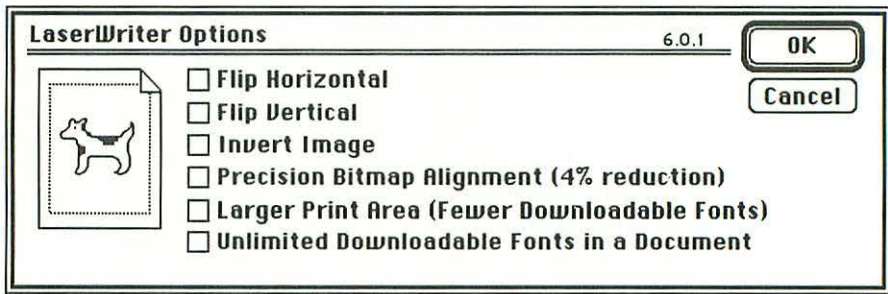 LaserWriter Options 6.0.1 OK
Flip Horizontal
Cancel
Flip Vertical
Invert Image
Precision Bitmap Alignment (4% reduction)
Larger Print Area (Fewer Downloadable Fonts)
Unlimited Downloadable Fonts in a Document